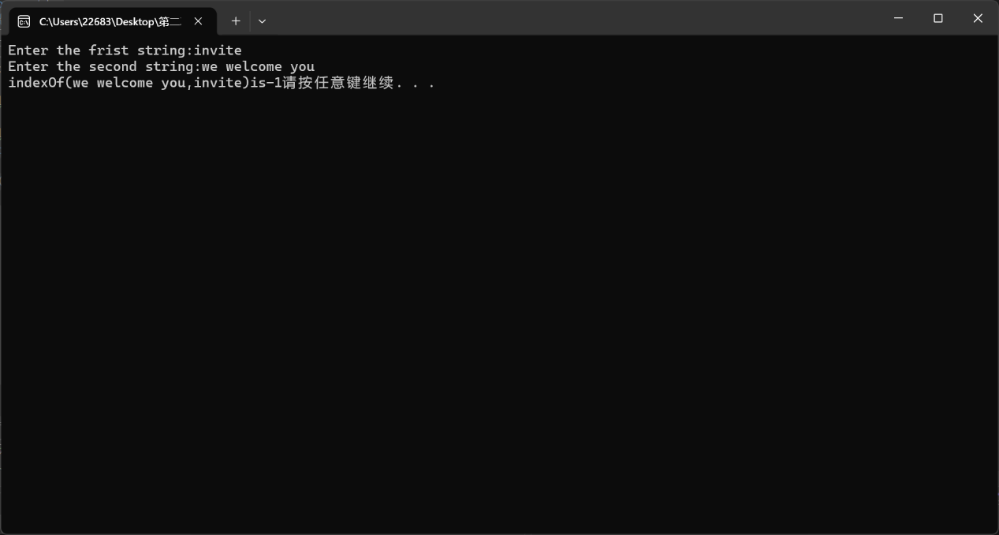 C:\Users\22683\Desktop\第二
Enter the frist string:invite
Enter the second string:we welcome you
indexOf(we welcome you,invite)is-1请按任意键继续. . .